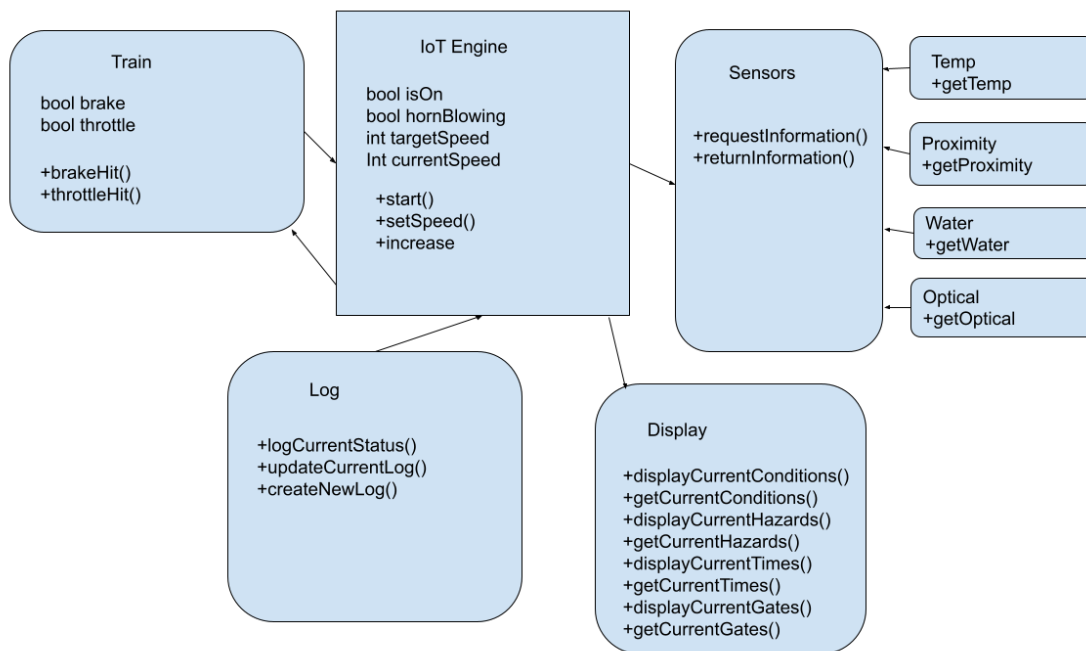 Train
bool brake
bool throttle
+brakeHit()
+throttleHit()
IoT Engine
bool isOn
bool hornBlowing
int targetSpeed
Int currentSpeed
+start()
+setSpeed()
+increase
Sensors
+requestInformation()
+returnInformation()
Temp
+getTemp
Proximity
+getProximity
Water
+getWater
Optical
+getOptical
Log
+logCurrentStatus()
+updateCurrentLog()
+createNewLog()
Display
+displayCurrentConditions()
+getCurrentConditions()
+displayCurrentHazards()
+getCurrentHazards()
+displayCurrentTimes()
+getCurrentTimes()
+displayCurrentGates()
+getCurrentGates()